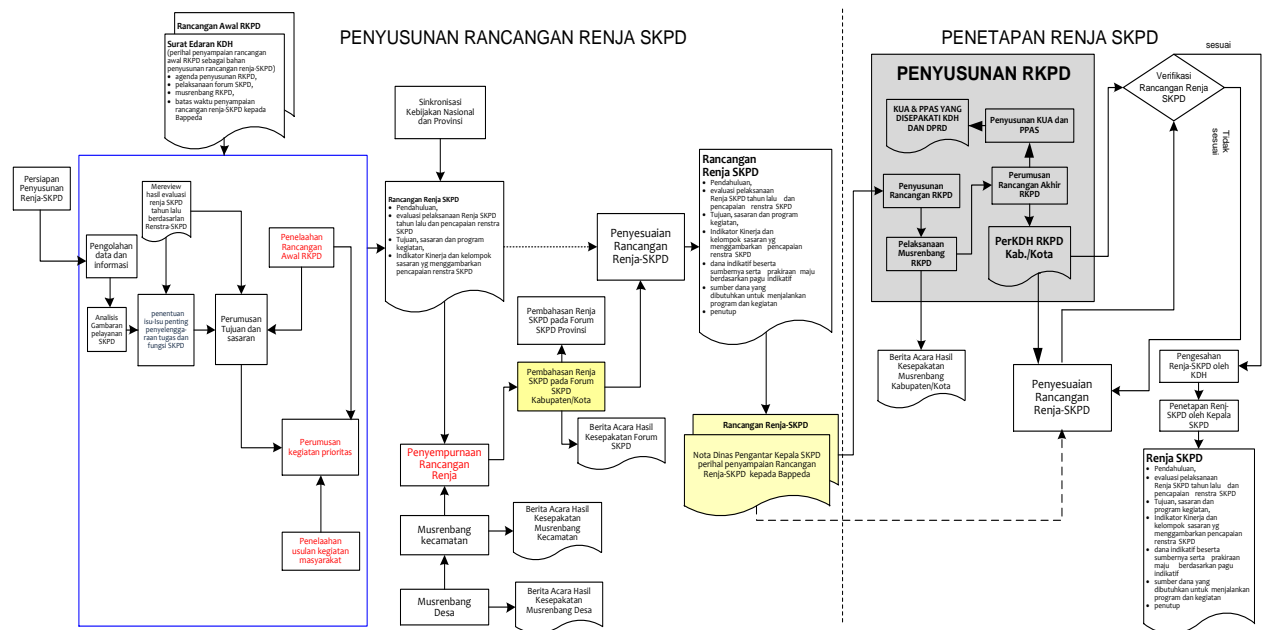 PENYUSUNAN RANCANGAN RENJA SKPD
PENETAPAN RENJA SKPD
Rancangan Awal RKPD
Surat Edaran KDH
(perihal penyampaian rancangan
awal RKPD sebagai bahan
penyusunan rancangan renja-SKPD)
• agenda penyusunan RKPD,
• pelaksanaan forum SKPD,
• musrenbang RKPD,
• batas waktu penyampaian
rancangan renja-SKPD kepada
Bappeda
Persiapan
Penyusunan
Renja-SKPD
Pengolahan
data dan
informasi
Analisis
Gambaran
pelayanan
SKPD
Mereview
hasil evaluasi
renja SKPD
tahun lalu
berdasarlan
Renstra-SKPD
penentuan
isu-Isu penting
penyelengga-
raan tugas dan
fungsi SKPD
Perumusan
Tujuan dan
sasaran
Penelaahan
Rancangan
Awal RKPD
Perumusan
kegiatan prioritas
Penelaahan
usulan kegiatan
masyarakat
Sinkronisasi
Kebijakan Nasional
dan Provinsi
Rancangan Renja SKPD
• Pendahuluan,
• evaluasi pelaksanaan Renja SKPD
tahun lalu dan pencapaian renstra
SKPD
• Tujuan, sasaran dan program
kegiatan,
• Indikator Kinerja dan kelompok
sasaran yg menggambarkan
pencapaian renstra SKPD
Penyempurnaan
Rancangan
Renja
Musrenbang
kecamatan
Berita Acara Hasil
Kesepakatan
Musrenbang
Kecamatan
Musrenbang
Desa
Berita Acara Hasil
Kesepakatan
Musrenbang Desa
Pembahasan Renja
SKPD pada Forum
SKPD Provinsi
Pembahasan Renja
SKPD pada Forum
SKPD
Kabupaten/Kota
Berita Acara Hasil
Kesepakatan Forum
SKPD
Penyesuaian
Rancangan
Renja-SKPD
Rancangan
Renja SKPD
• Pendahuluan,
• evaluasi pelaksanaan
Renja SKPD tahun lalu dan
pencapaian renstra SKPD
• Tujuan, sasaran dan program
kegiatan,
• Indikator Kinerja dan
kelompok sasaran yg
menggambarkan pencapaian
renstra SKPD
• dana indikatif beserta
sumbernya serta prakiraan maju
berdasarkan pagu indikatif
• sumber dana yang
dibutuhkan untuk menjalankan
program dan kegiatan
• penutup
Rancangan Renja-SKPD
Nota Dinas Pengantar Kepala SKPD
perihal penyampaian Rancangan
Renja-SKPD kepada Bappeda
PENYUSUNAN RKPD
KUA & PPAS YANG
DISEPAKATI KDH
DAN DPRD
Penyusunan KUA dan
PPAS
Penyusunan
Rancangan RKPD
Perumusan
Rancangan Akhir
RKPD
Pelaksanaan
Musrenbang
RKPD
PerKDH RKPD
Kab./Kota
Berita Acara Hasil
Kesepakatan
Musrenbang
Kabupaten/Kota
Penyesuaian
Rancangan
Renja-SKPD
Verifikasi
Rancangan Renja
SKPD
sesuai
Tidak
sesuai
Pengesahan
Renja-SKPD oleh
KDH
Penetapan Renj-
SKPD oleh Kepala
SKPD
Renja SKPD
• Pendahuluan,
• evaluasi pelaksanaan
Renja SKPD tahun lalu dan
pencapaian renstra SKPD
• Tujuan, sasaran dan
program kegiatan,
• Indikator Kinerja dan
kelompok sasaran yg
menggambarkan pencapaian
renstra SKPD
• dana indikatif beserta
sumbernya serta prakiraan
maju berdasarkan pagu
indikatif
• sumber dana yang
dibutuhkan untuk menjalankan
program dan kegiatan
• penutup